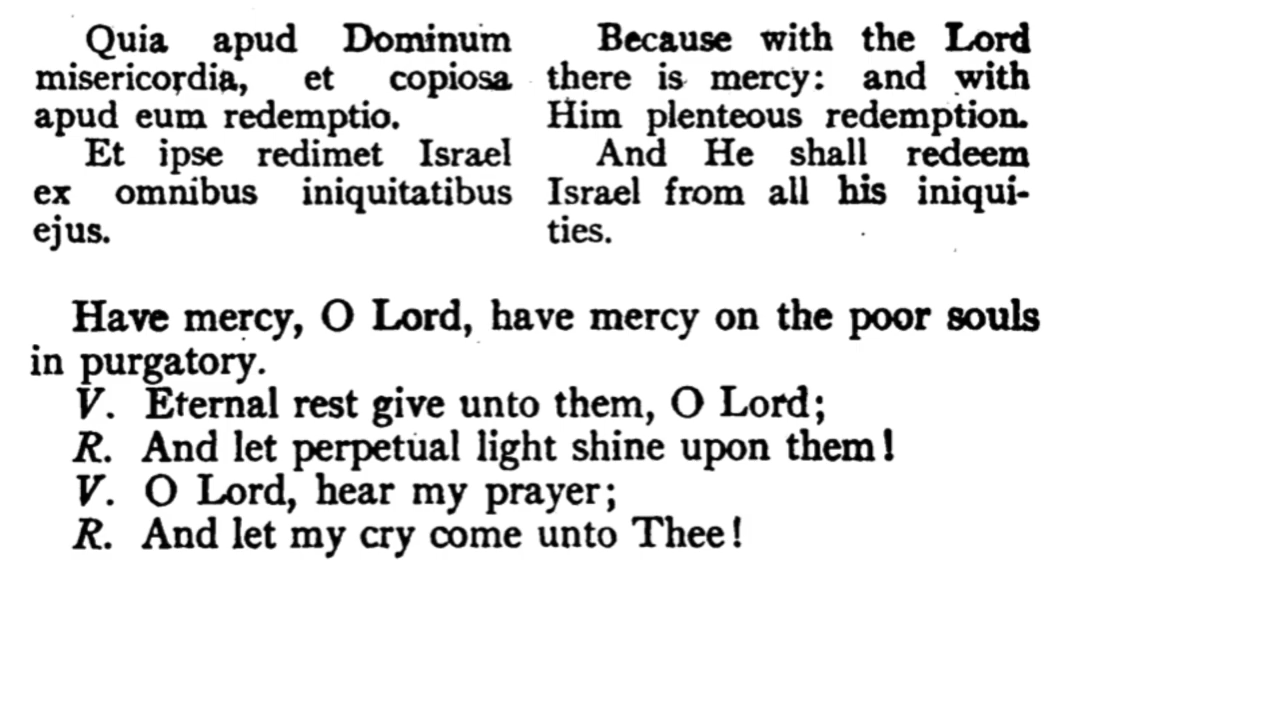 Quia apud Dominum
misericordia, et copiosa
apud eum redemptio.
Et ipse redimet Israel
ex omnibus iniquitatibus
ejus.
Because with the Lord
there is mercy: and with
Him plenteous redemption.
And He shall redeem
Israel from all his iniqui-
ties.
Have mercy, O Lord, have mercy on the poor souls
in purgatory.
V. Eternal rest give unto them, O Lord;
R. And let perpetual light shine upon them!
V. O Lord, hear my prayer;
R. And let my cry come unto Thee!